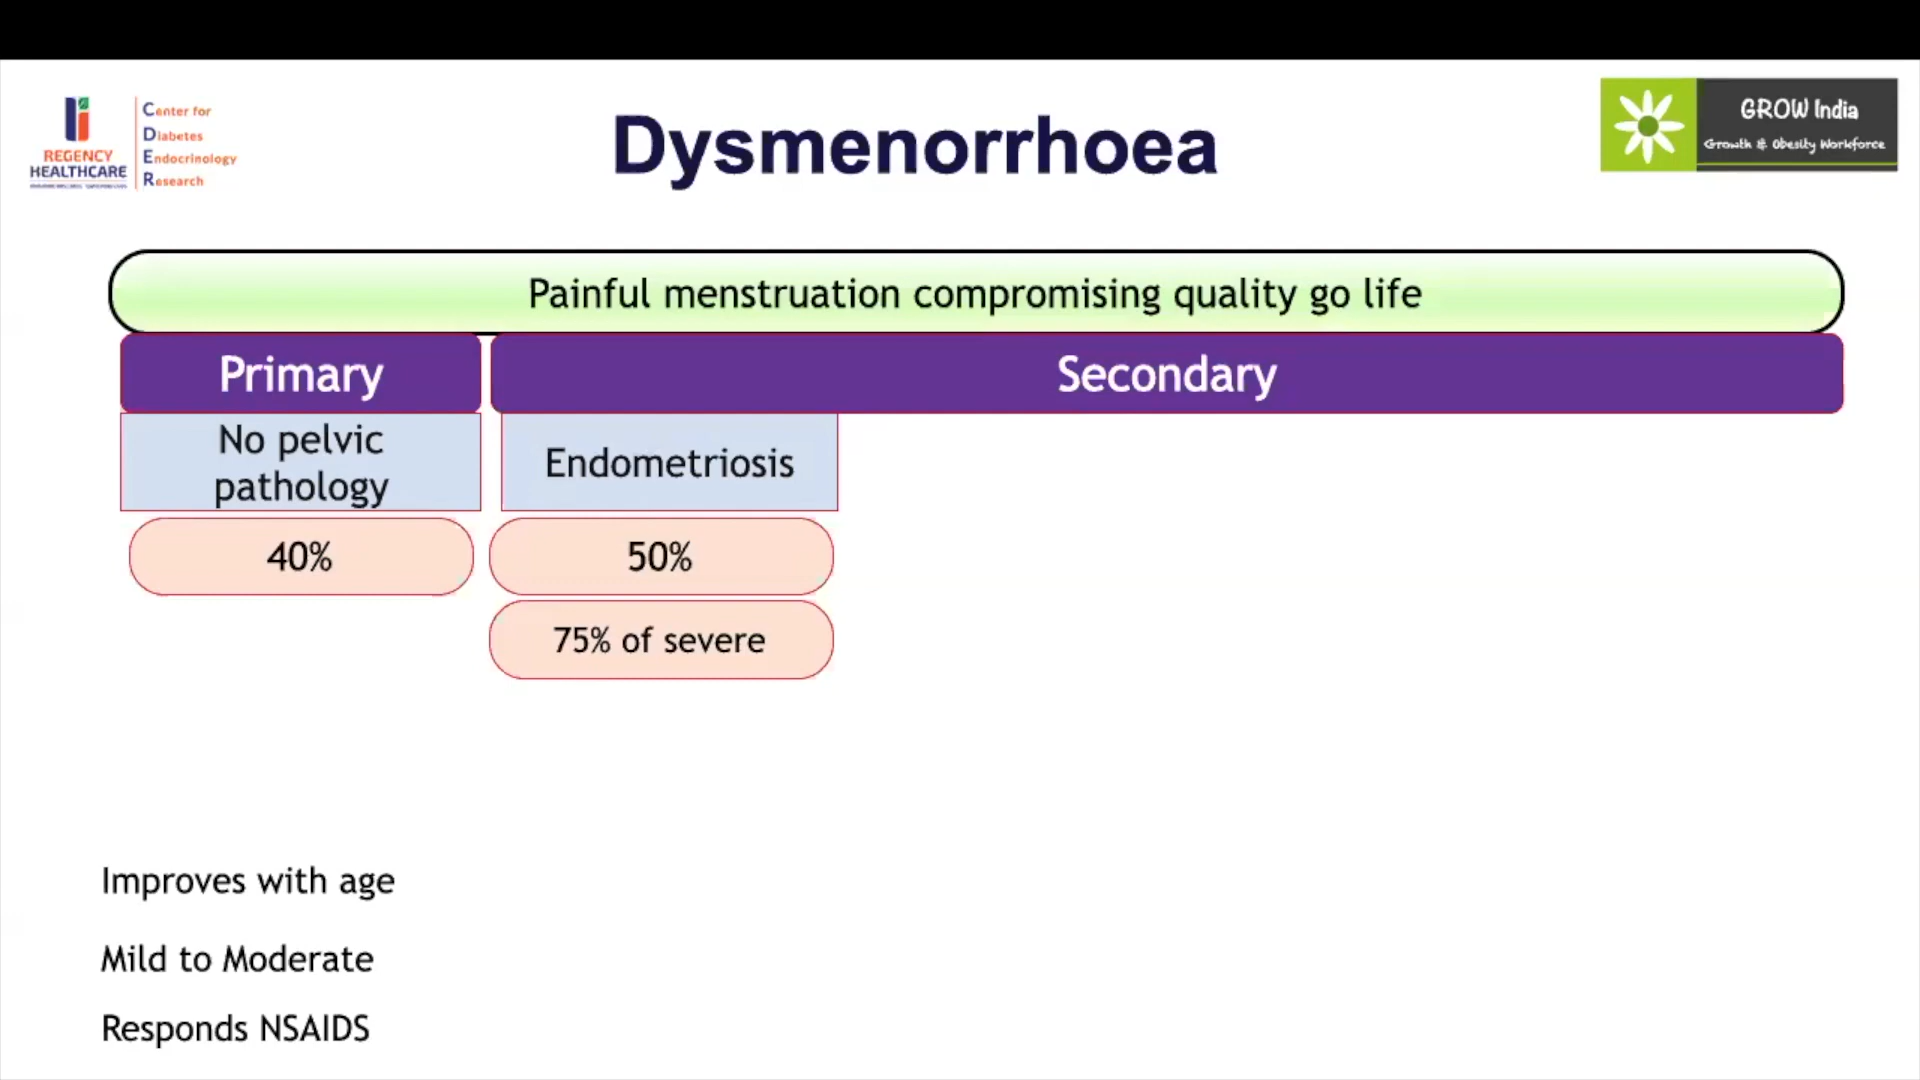 REGENCY
HEALTHCARE
Center for
Diabetes
Endocrinology
Research
Dysmenorrhoea
GROW India
Growth & Obesity Workforce
Painful menstruation compromising quality go life
Primary
Secondary
No pelvic
pathology
Endometriosis
40%
50%
75% of severe
Improves with age
Mild to Moderate
Responds NSAIDS